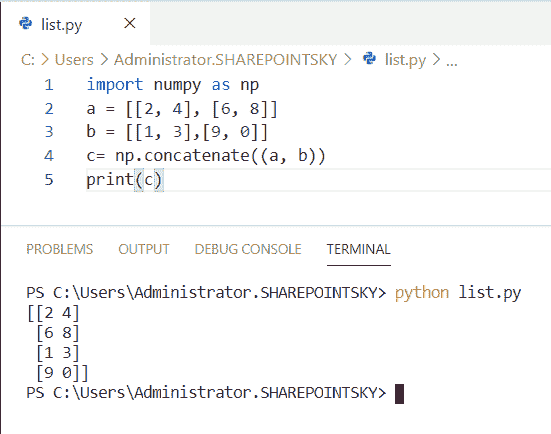 list.py ×
C: > Users > Administrator.SHAREPOINTSKY > list.py > ...
1 import numpy as np
2 a = [[2, 4], [6, 8]]
3 b = [[1, 3],[9, 0]]
4 c= np.concatenate((a, b))
5 print(c)
PROBLEMS OUTPUT DEBUG CONSOLE TERMINAL
PS C:\Users\Administrator.SHAREPOINTSKY> python list.py
[[2 4]
 [6 8]
 [1 3]
 [9 0]]
PS C:\Users\Administrator.SHAREPOINTSKY>